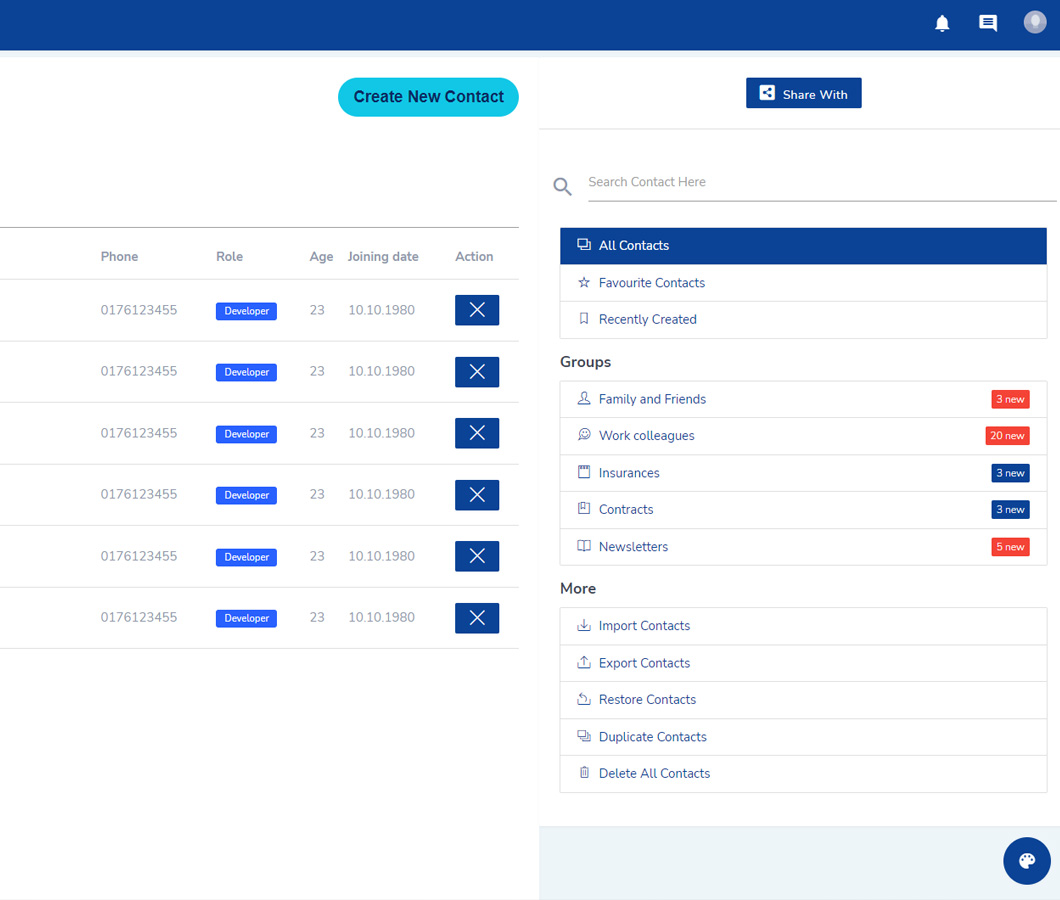 Create New Contact
Share With
Search Contact Here
Phone Role Age Joining date Action
0176123455 Developer 23 10.10.1980
0176123455 Developer 23 10.10.1980
0176123455 Developer 23 10.10.1980
0176123455 Developer 23 10.10.1980
0176123455 Developer 23 10.10.1980
0176123455 Developer 23 10.10.1980
All Contacts
Favourite Contacts
Recently Created
Groups
Family and Friends 3 new
Work colleagues 20 new
Insurances 3 new
Contracts 3 new
Newsletters 5 new
More
Import Contacts
Export Contacts
Restore Contacts
Duplicate Contacts
Delete All Contacts